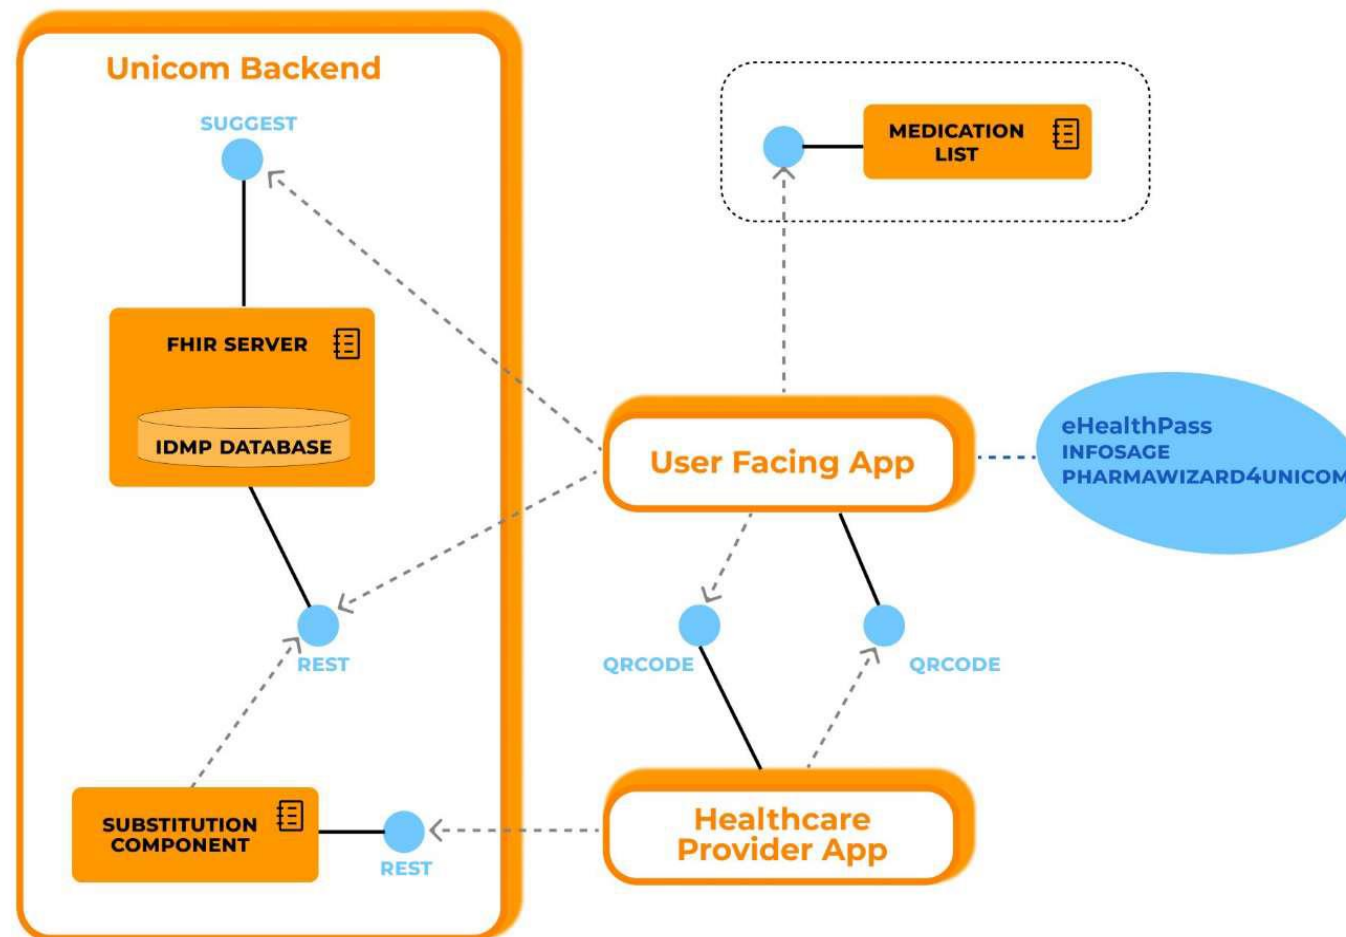 Unicom Backend
SUGGEST
FHIR SERVER
IDMP DATABASE
REST
SUBSTITUTION
COMPONENT
REST
MEDICATION
LIST
User Facing App
eHealthPass
INFOSAGE
PHARMAWIZARD4UNICOM
QRCODE
QRCODE
Healthcare
Provider App